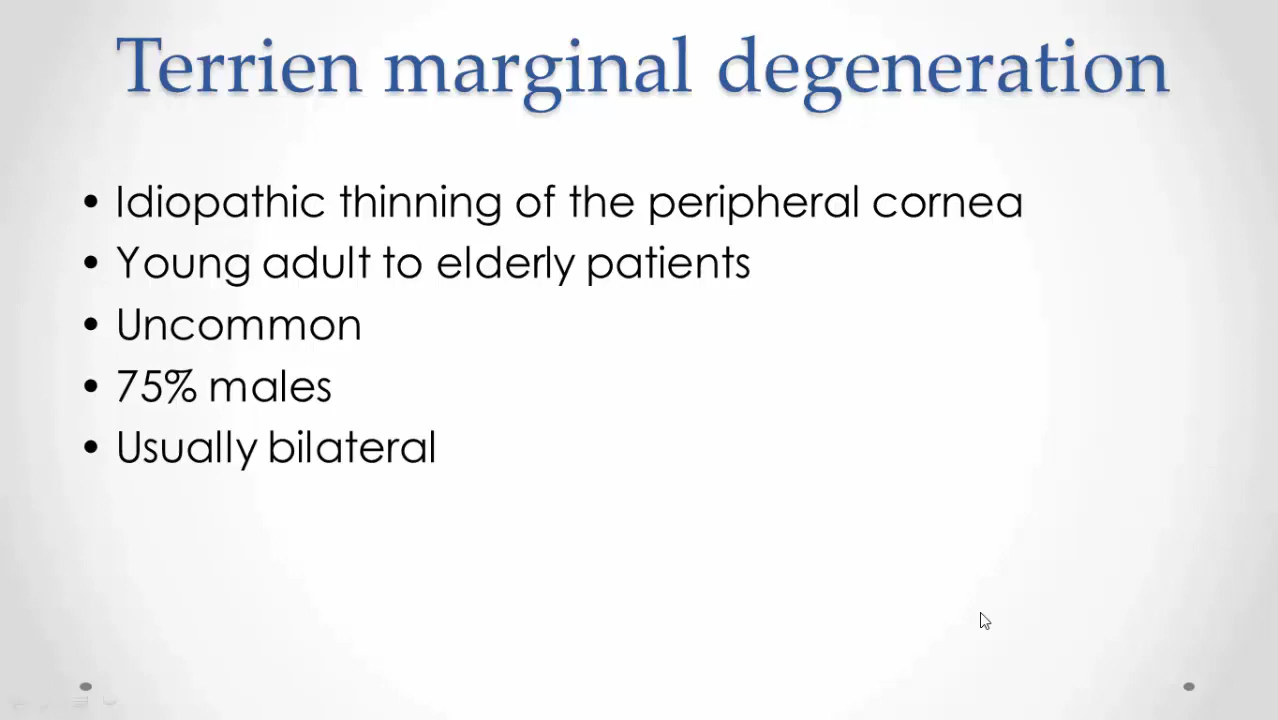 Terrien marginal degeneration
• Idiopathic thinning of the peripheral cornea
• Young adult to elderly patients
• Uncommon
• 75% males
• Usually bilateral